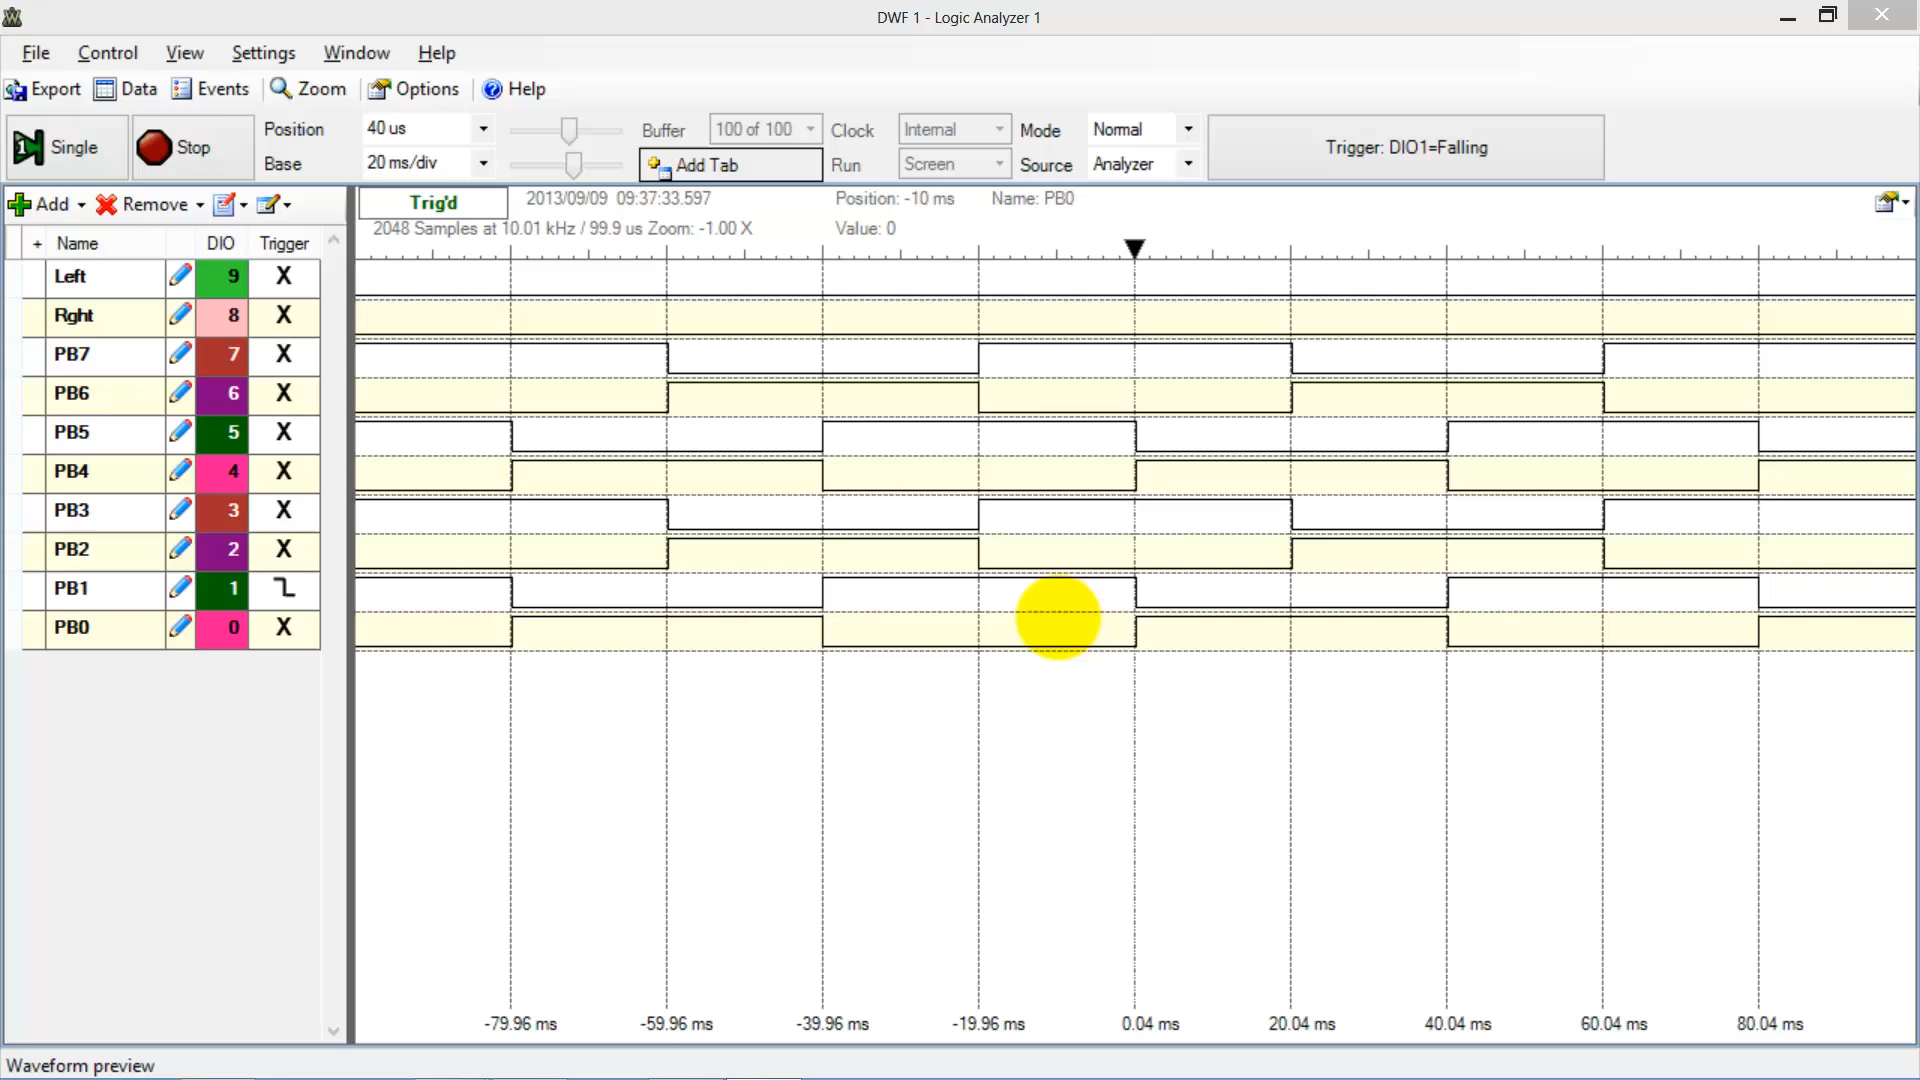 DWF 1 - Logic Analyzer 1
File Control View Settings Window Help
Export Data Events Zoom Options Help
Single Stop Position 40 us Buffer 100 of 100 Clock Internal Mode Normal Trigger: DIO1=Falling
Base 20 ms/div Add Tab Run Screen Source Analyzer
Add Remove Trig'd 2013/09/09 09:37:33.597 Position: -10 ms Name: PB0
2048 Samples at 10.01 kHz / 99.9 us Zoom: -1.00 X Value: 0
+ Name DIO Trigger
Left 9 X
Rght 8 X
PB7 7 X
PB6 6 X
PB5 5 X
PB4 4 X
PB3 3 X
PB2 2 X
PB1 1
PB0 0 X
-79.96 ms -59.96 ms -39.96 ms -19.96 ms 0.04 ms 20.04 ms 40.04 ms 60.04 ms 80.04 ms
Waveform preview